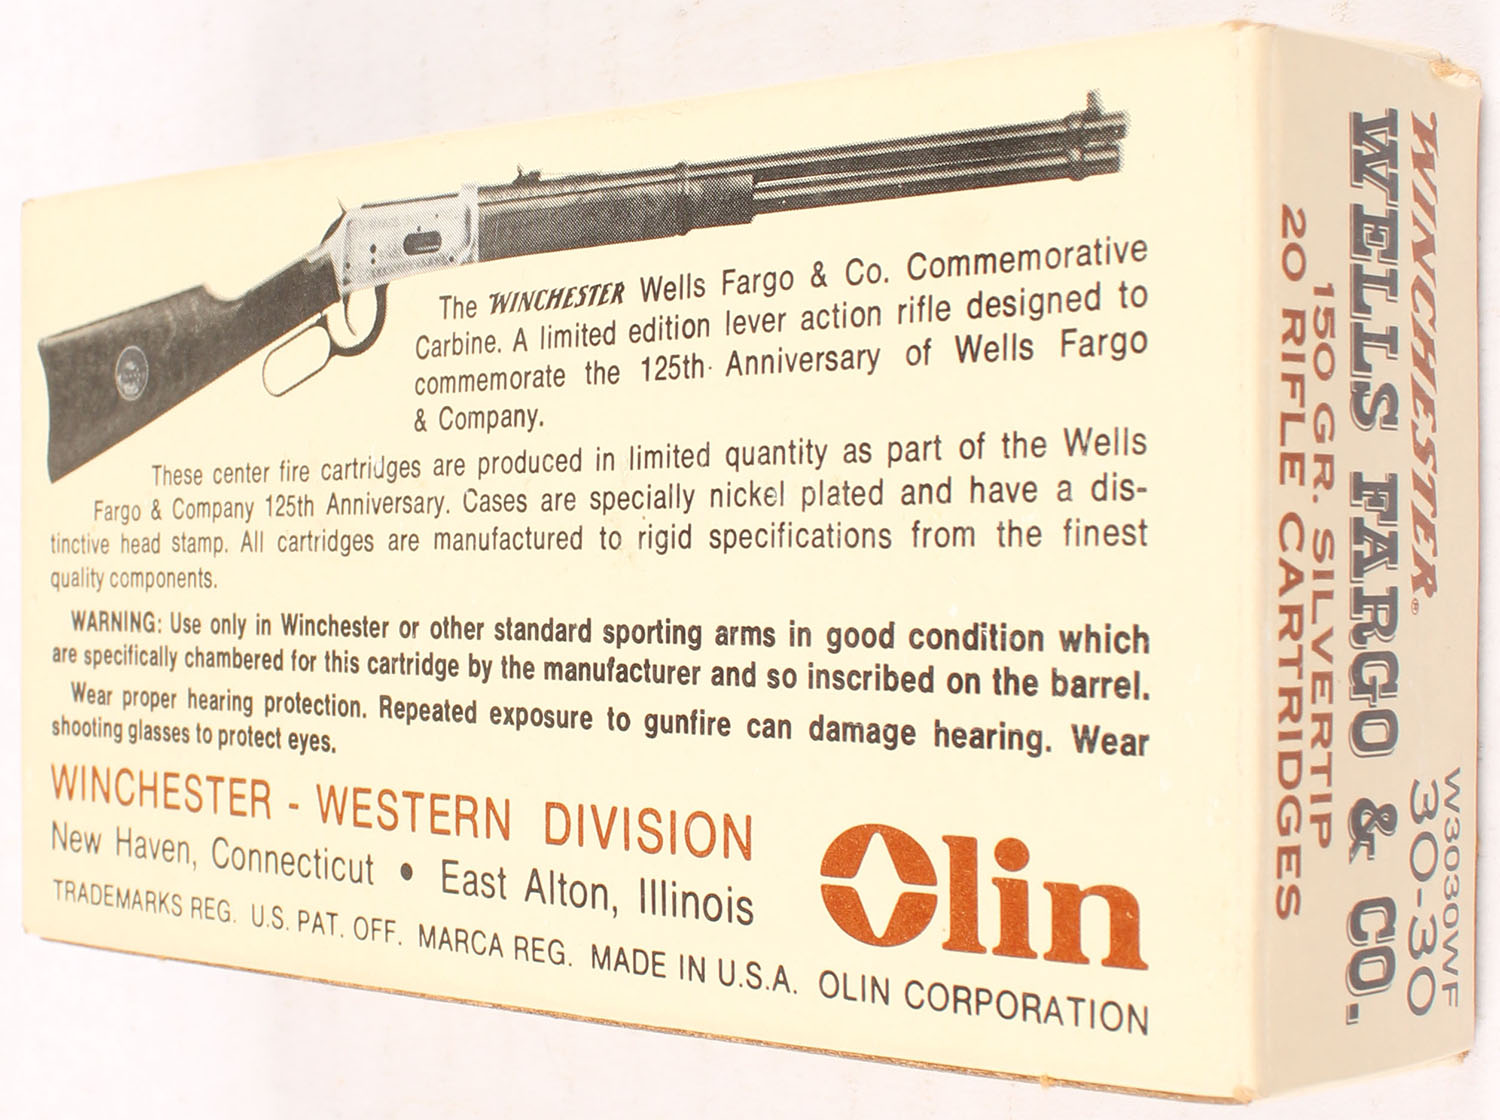 The WINCHESTER Wells Fargo & Co. Commemorative
Carbine. A limited edition lever action rifle designed to
commemorate the 125th Anniversary of Wells Fargo
& Company.
These center fire cartridges are produced in limited quantity as part of the Wells
Fargo & Company 125th Anniversary. Cases are specially nickel plated and have a dis-
tinctive head stamp. All cartridges are manufactured to rigid specifications from the finest
quality components.
WARNING: Use only in Winchester or other standard sporting arms in good condition which
are specifically chambered for this cartridge by the manufacturer and so inscribed on the barrel.
Wear proper hearing protection. Repeated exposure to gunfire can damage hearing. Wear
shooting glasses to protect eyes.
WINCHESTER - WESTERN DIVISION
New Haven, Connecticut • East Alton, Illinois
Olin
TRADEMARKS REG. U.S. PAT. OFF. MARCA REG. MADE IN U.S.A. OLIN CORPORATION
W3030WF
WINCHESTER® 30-30
WELLS FARGO & CO.
150 GR. SILVERTIP
20 RIFLE CARTRIDGES